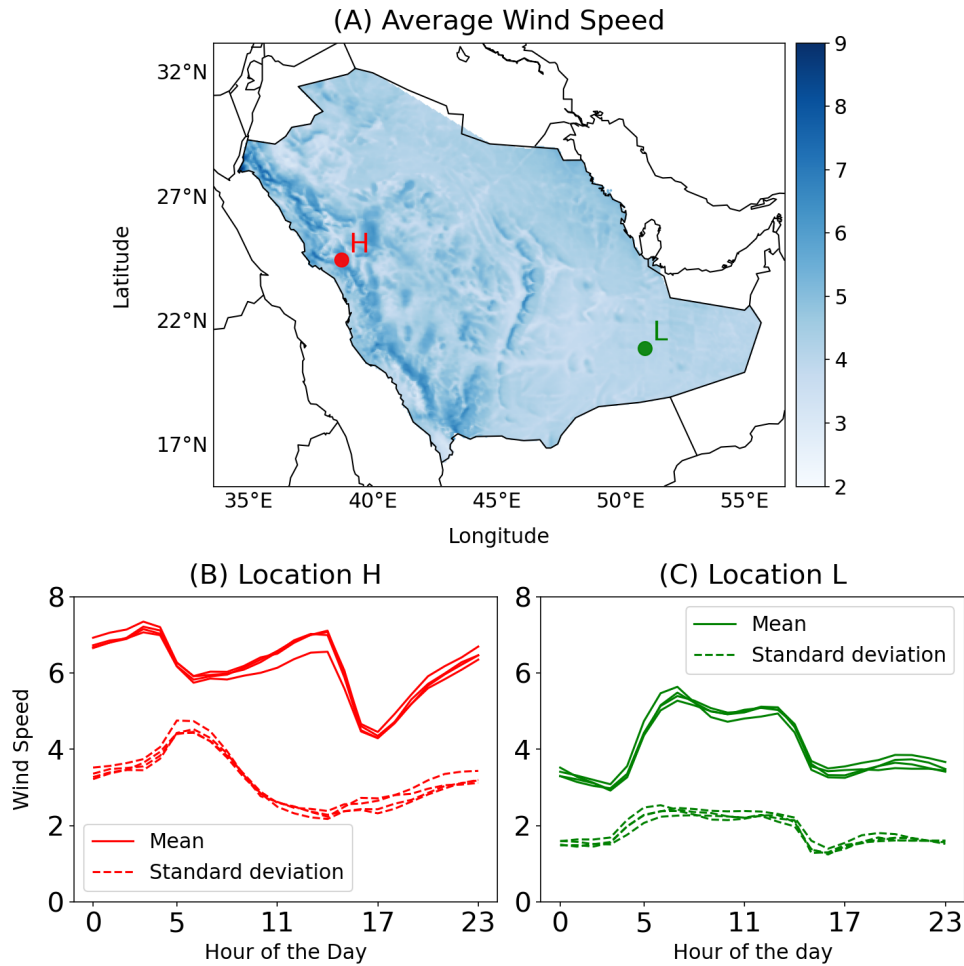 (A) Average Wind Speed
32°N
27°N
22°N
17°N
Latitude
H
L
35°E
40°E
45°E
50°E
55°E
Longitude
9
8
7
6
5
4
3
2
(B) Location H
8
6
4
2
0
Wind Speed
Mean
Standard deviation
0
5
11
17
23
Hour of the Day
(C) Location L
8
6
4
2
0
Mean
Standard deviation
0
5
11
17
23
Hour of the day